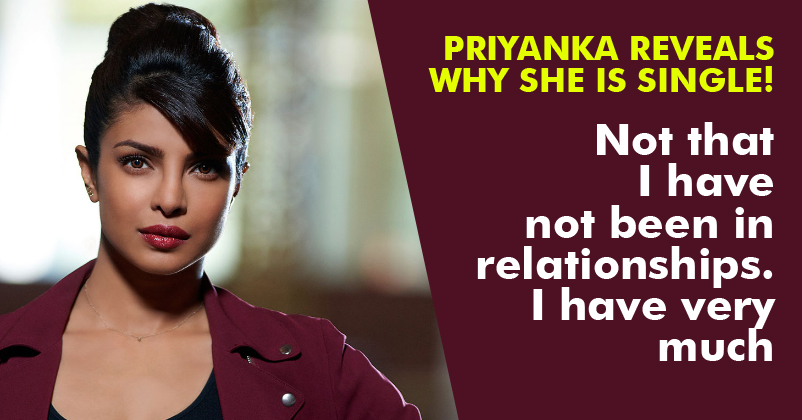 PRIYANKA REVEALS
WHY SHE IS SINGLE!
Not that
I have
not been in
relationships.
I have very
much